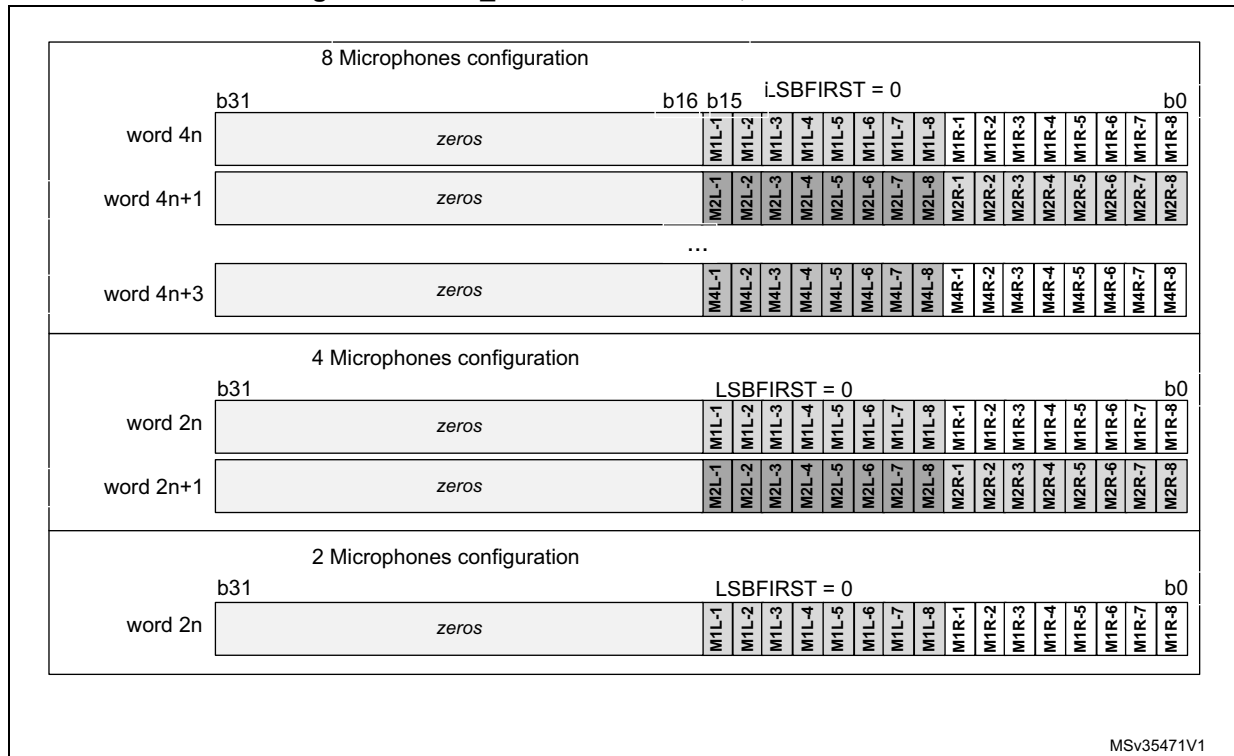 8 Microphones configuration
LSBFIRST = 0
b31 b16 b15 b0
word 4n zeros M1L-1 M1L-2 M1L-3 M1L-4 M1L-5 M1L-6 M1L-7 M1L-8 M1R-1 M1R-2 M1R-3 M1R-4 M1R-5 M1R-6 M1R-7 M1R-8
word 4n+1 zeros M2L-1 M2L-2 M2L-3 M2L-4 M2L-5 M2L-6 M2L-7 M2L-8 M2R-1 M2R-2 M2R-3 M2R-4 M2R-5 M2R-6 M2R-7 M2R-8
...
word 4n+3 zeros M4L-1 M4L-2 M4L-3 M4L-4 M4L-5 M4L-6 M4L-7 M4L-8 M4R-1 M4R-2 M4R-3 M4R-4 M4R-5 M4R-6 M4R-7 M4R-8
4 Microphones configuration
b31 LSBFIRST = 0 b0
word 2n zeros M1L-1 M1L-2 M1L-3 M1L-4 M1L-5 M1L-6 M1L-7 M1L-8 M1R-1 M1R-2 M1R-3 M1R-4 M1R-5 M1R-6 M1R-7 M1R-8
word 2n+1 zeros M2L-1 M2L-2 M2L-3 M2L-4 M2L-5 M2L-6 M2L-7 M2L-8 M2R-1 M2R-2 M2R-3 M2R-4 M2R-5 M2R-6 M2R-7 M2R-8
2 Microphones configuration
b31 LSBFIRST = 0 b0
word 2n zeros M1L-1 M1L-2 M1L-3 M1L-4 M1L-5 M1L-6 M1L-7 M1L-8 M1R-1 M1R-2 M1R-3 M1R-4 M1R-5 M1R-6 M1R-7 M1R-8
MSv35471V1